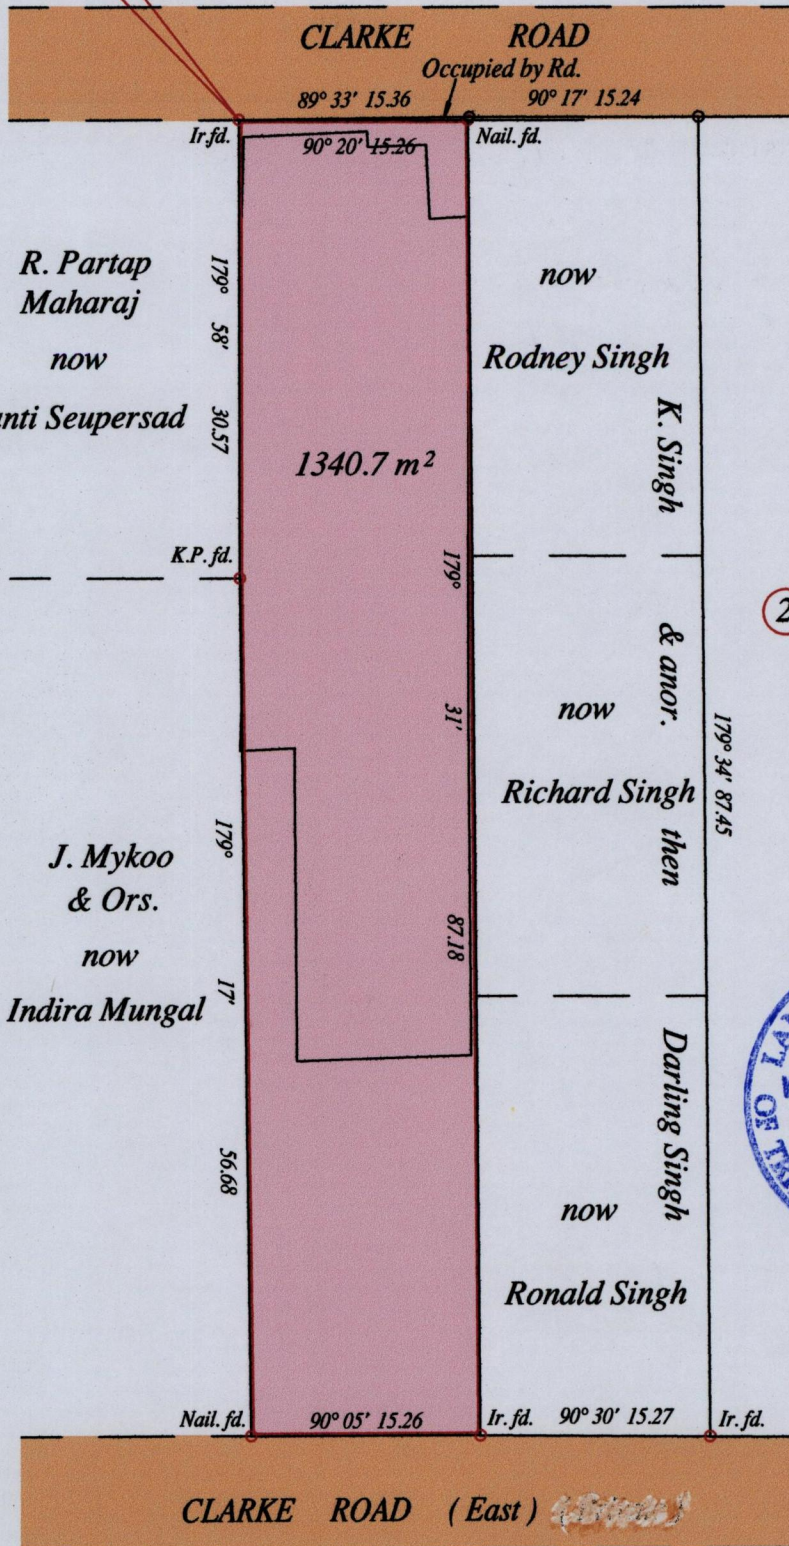 CLARKE ROAD
Occupied by Rd.
89° 33' 15.36
90° 17' 15.24
Ir.fd.
90° 20' 15.26
Nail. fd.
R. Partap
Maharaj
now
nti Seupersad
179° 58' 30.57
now
Rodney Singh
K. Singh
& anor.
then
Darling Singh
1340.7 m²
K.P. fd.
179° 31' 87.18
2
now
Richard Singh
179° 34' 87.45
J. Mykoo
& Ors.
now
Indira Mungal
179° 17' 56.68
OF LAN
now
Ronald Singh
Nail. fd.
90° 05' 15.26
Ir. fd.
90° 30' 15.27
Ir. fd.
CLARKE ROAD (East)